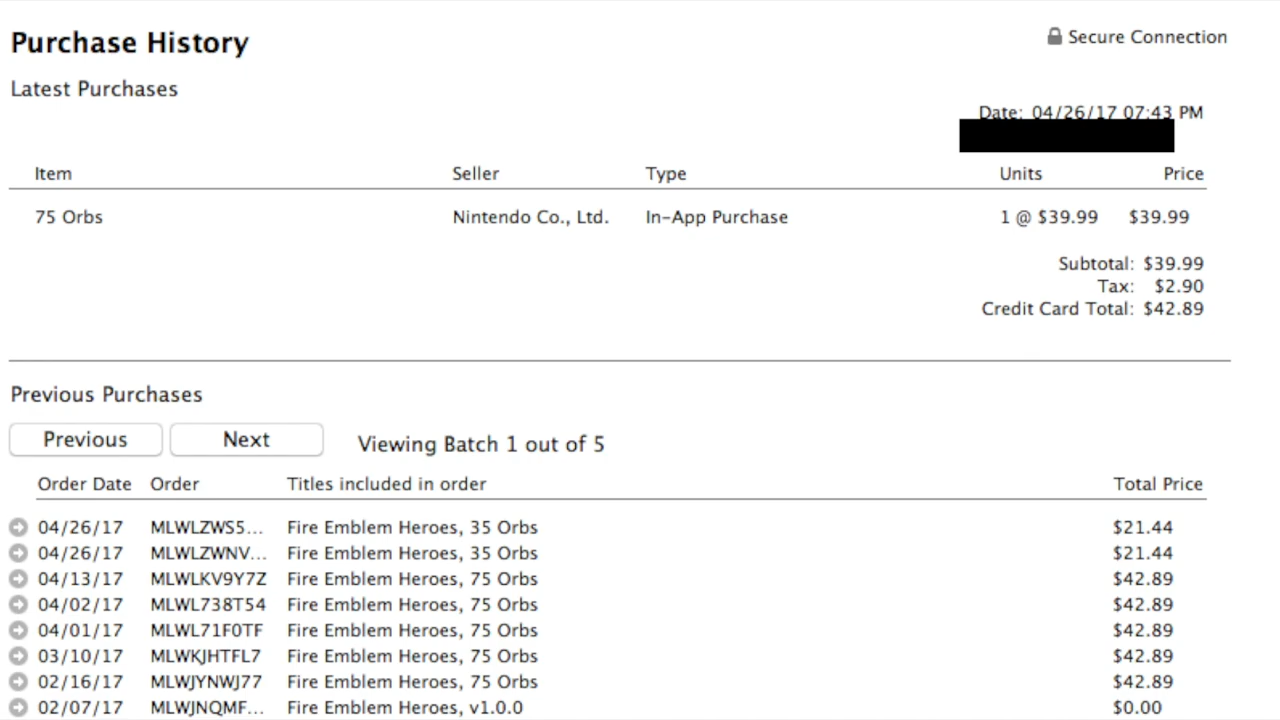 Purchase History
Secure Connection
Latest Purchases
Date: 04/26/17 07:43 PM
Item Seller Type Units Price
75 Orbs Nintendo Co., Ltd. In-App Purchase 1 @ $39.99 $39.99
Subtotal: $39.99
Tax: $2.90
Credit Card Total: $42.89
Previous Purchases
Previous Next Viewing Batch 1 out of 5
Order Date Order Titles included in order Total Price
04/26/17 MLWLZWS5... Fire Emblem Heroes, 35 Orbs $21.44
04/26/17 MLWLZWNV... Fire Emblem Heroes, 35 Orbs $21.44
04/13/17 MLWLKV9Y7Z Fire Emblem Heroes, 75 Orbs $42.89
04/02/17 MLWL738T54 Fire Emblem Heroes, 75 Orbs $42.89
04/01/17 MLWL71F0TF Fire Emblem Heroes, 75 Orbs $42.89
03/10/17 MLWKJHTFL7 Fire Emblem Heroes, 75 Orbs $42.89
02/16/17 MLWJYNWJ77 Fire Emblem Heroes, 75 Orbs $42.89
02/07/17 MLWJNQMF... Fire Emblem Heroes, v1.0.0 $0.00